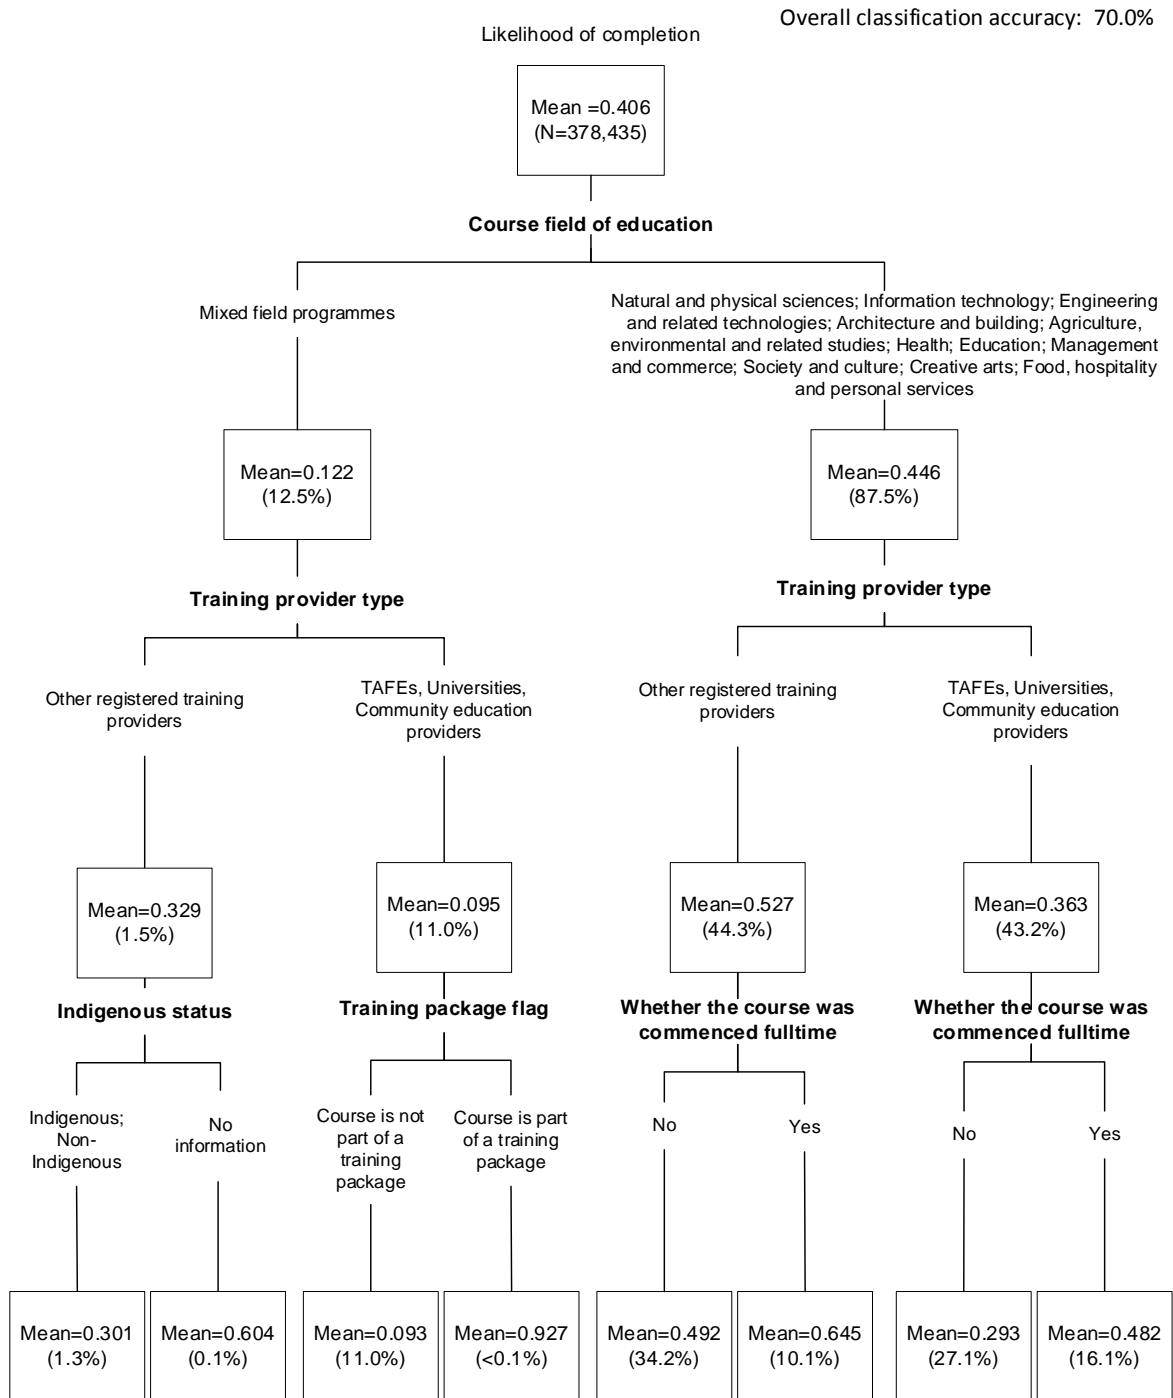 Overall classification accuracy: 70.0%
Likelihood of completion
Mean =0.406
(N=378,435)
Course field of education
Mixed field programmes
Natural and physical sciences; Information technology; Engineering
and related technologies; Architecture and building; Agriculture,
environmental and related studies; Health; Education; Management
and commerce; Society and culture; Creative arts; Food, hospitality
and personal services
Mean=0.122
(12.5%)
Mean=0.446
(87.5%)
Training provider type
Training provider type
Other registered training
providers
TAFEs, Universities,
Community education
providers
Other registered training
providers
TAFEs, Universities,
Community education
providers
Mean=0.329
(1.5%)
Mean=0.095
(11.0%)
Mean=0.527
(44.3%)
Mean=0.363
(43.2%)
Indigenous status
Training package flag
Whether the course was
commenced fulltime
Whether the course was
commenced fulltime
Indigenous;
Non-
Indigenous
No
information
Course is not
part of a
training
package
Course is part
of a training
package
No
Yes
No
Yes
Mean=0.301
(1.3%)
Mean=0.604
(0.1%)
Mean=0.093
(11.0%)
Mean=0.927
(<0.1%)
Mean=0.492
(34.2%)
Mean=0.645
(10.1%)
Mean=0.293
(27.1%)
Mean=0.482
(16.1%)